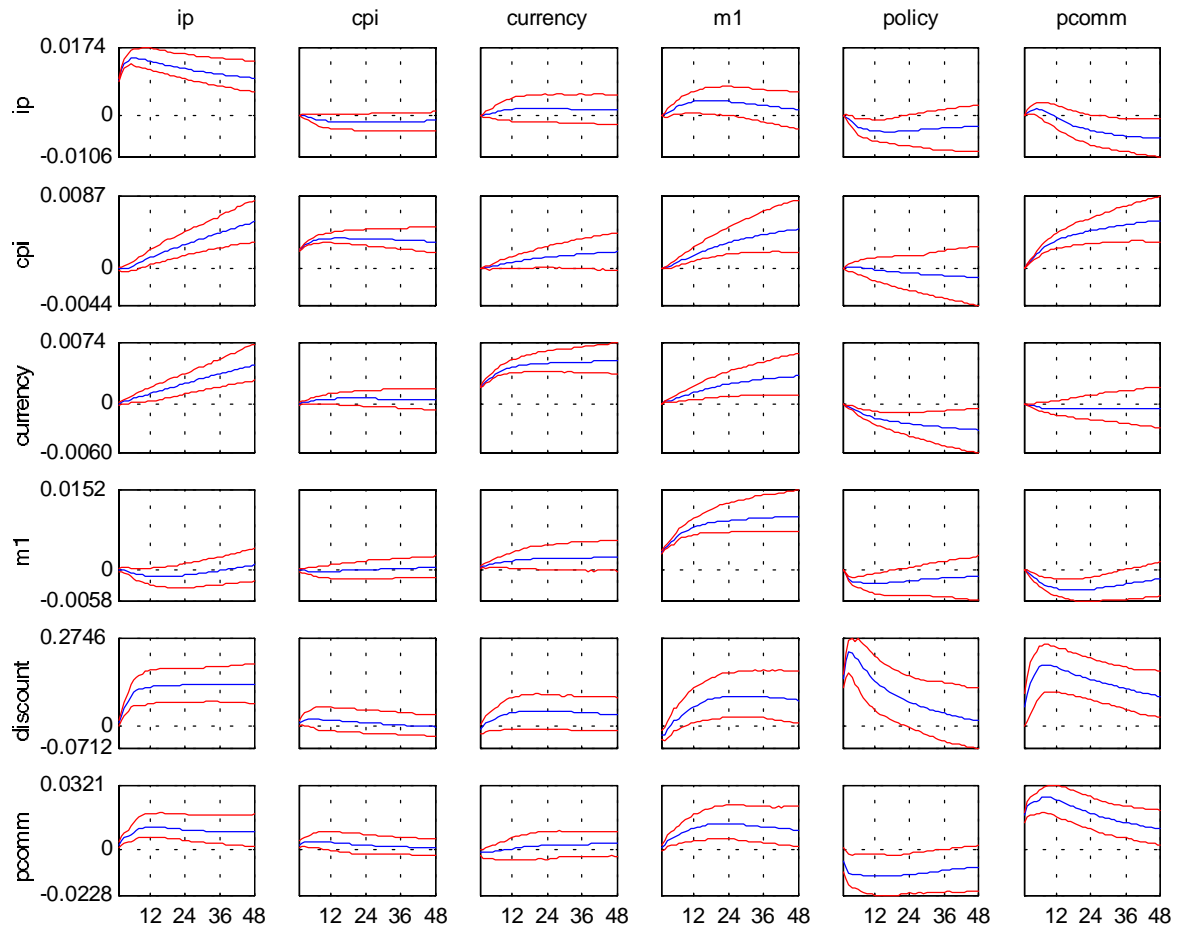 ip cpi currency m1 policy pcomm
0.0174
ip
0
-0.0106
0.0087
cpi
0
-0.0044
0.0074
currency
0
-0.0060
0.0152
m1
0
-0.0058
0.2746
discount
0
-0.0712
0.0321
pcomm
0
-0.0228
12 24 36 48 12 24 36 48 12 24 36 48 12 24 36 48 12 24 36 48 12 24 36 48